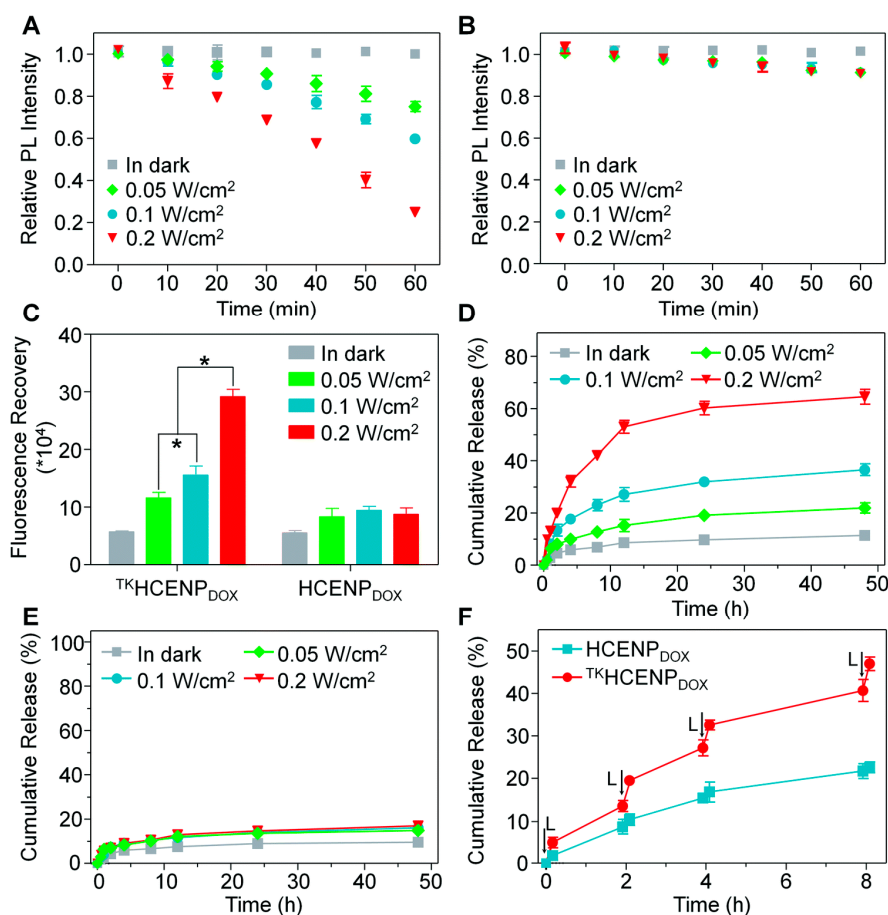 A
Relative PL Intensity
1.0
0.8
0.6
0.4
0.2
0.0
In dark
0.05 W/cm²
0.1 W/cm²
0.2 W/cm²
0 10 20 30 40 50 60
Time (min)
B
Relative PL Intensity
1.0
0.8
0.6
0.4
0.2
0.0
In dark
0.05 W/cm²
0.1 W/cm²
0.2 W/cm²
0 10 20 30 40 50 60
Time (min)
C
Fluorescence Recovery
(*10⁴)
40
30
20
10
0
* *
In dark
0.05 W/cm²
0.1 W/cm²
0.2 W/cm²
ᵀᴷHCENP_DOX HCENP_DOX
D
Cumulative Release (%)
80
60
40
20
0
In dark 0.05 W/cm²
0.1 W/cm² 0.2 W/cm²
0 10 20 30 40 50
Time (h)
E
Cumulative Release (%)
100
80
60
40
20
0
In dark 0.05 W/cm²
0.1 W/cm² 0.2 W/cm²
0 10 20 30 40 50
Time (h)
F
Cumulative Release (%)
50
40
30
20
10
0
HCENP_DOX
ᵀᴷHCENP_DOX
L L L L
0 2 4 6 8
Time (h)